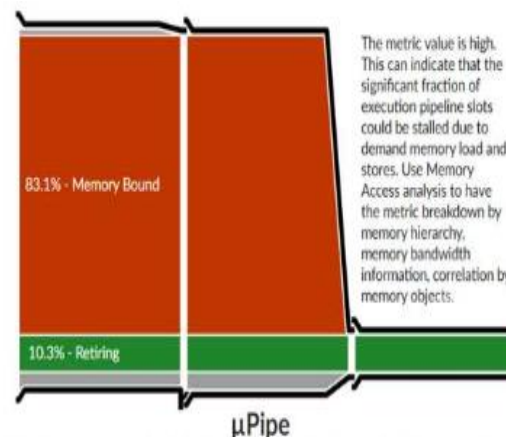 The metric value is high.
This can indicate that the
significant fraction of
execution pipeline slots
could be stalled due to
demand memory load and
stores. Use Memory
Access analysis to have
the metric breakdown by
memory hierarchy,
memory bandwidth
information, correlation by
memory objects.
83.1% - Memory Bound
10.3% - Retiring
µPipe